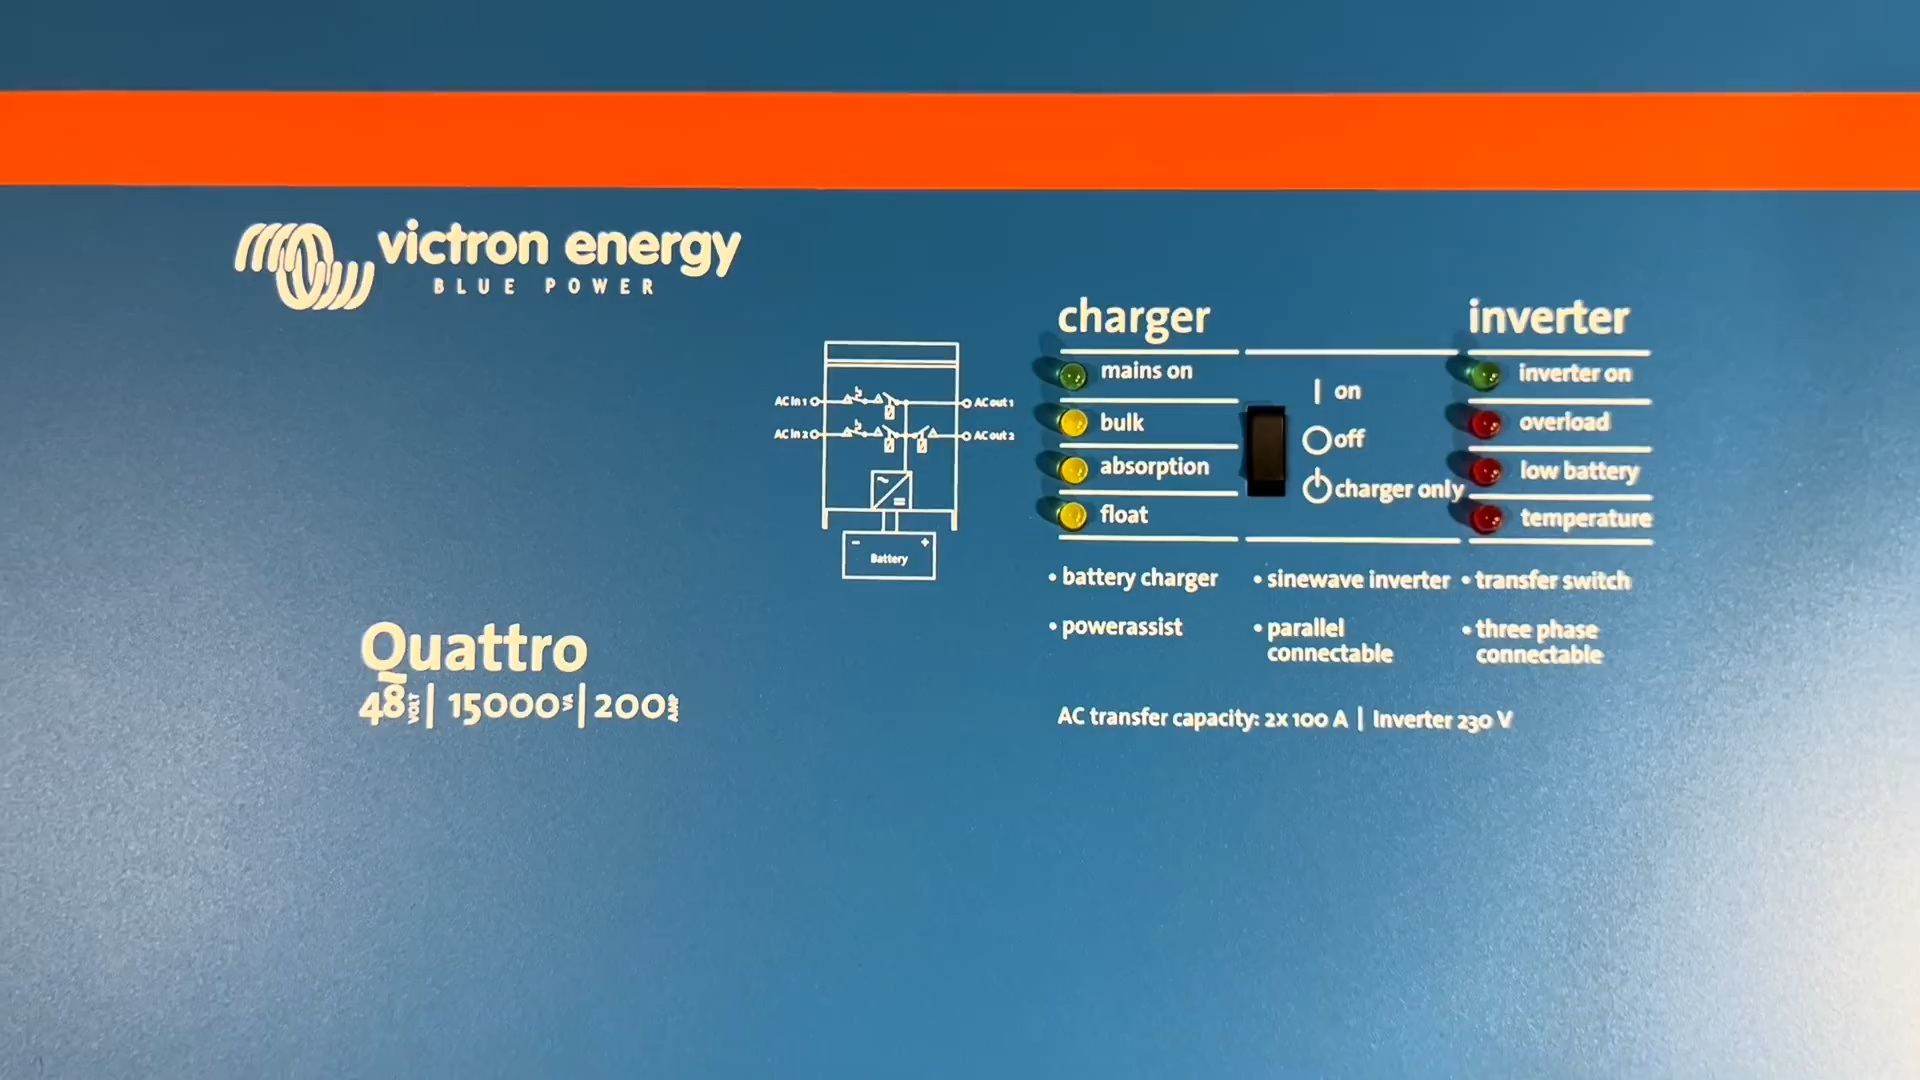 victron energy
BLUE POWER
charger
inverter
mains on
bulk
absorption
float
on
off
charger only
inverter on
overload
low battery
temperature
AC in 1
AC out 1
AC in 2
AC out 2
- +
Battery
• battery charger
• sinewave inverter
• transfer switch
• powerassist
• parallel
connectable
• three phase
connectable
Quattro
48 VOLT | 15000 VA | 200 AMP
AC transfer capacity: 2x 100 A | Inverter 230 V